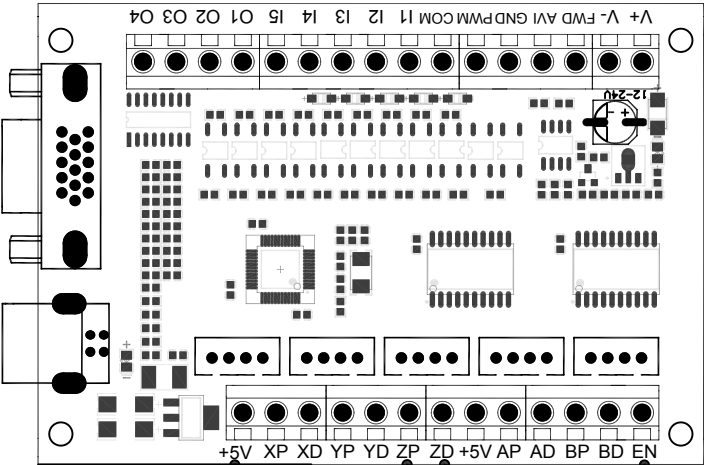 O4 O3 O2 O1 I5 I4 I3 I2 I1 COM PWM GND AVI FWD V- V+
12-24V
+5V XP XD YP YD ZP ZD +5V AP AD BP BD EN